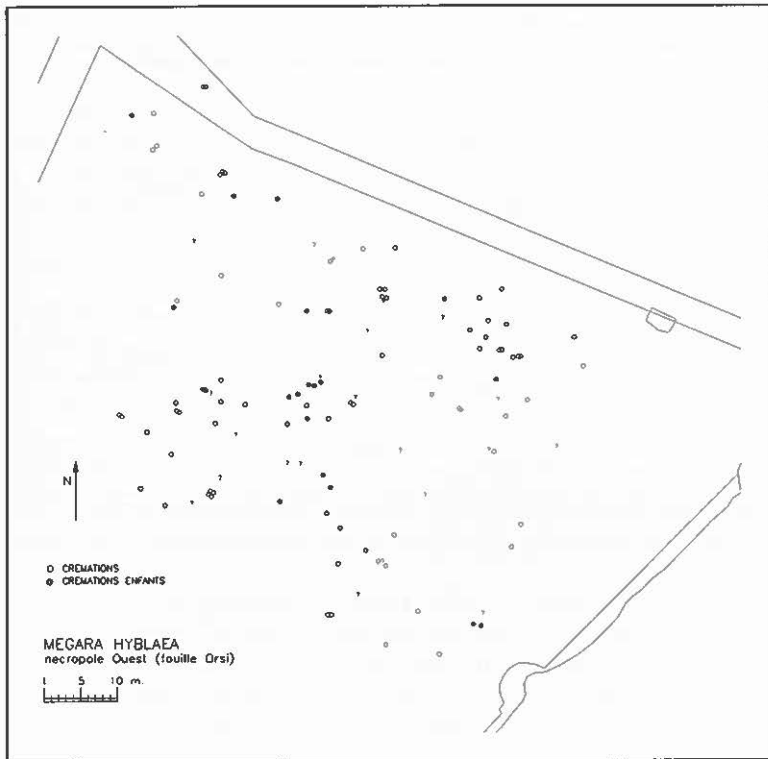 N
O CREMATIONS
● CREMATIONS ENFANTS
MEGARA HYBLAEA
necropole Ouest (fouille Orsi)
1 5 10 m.